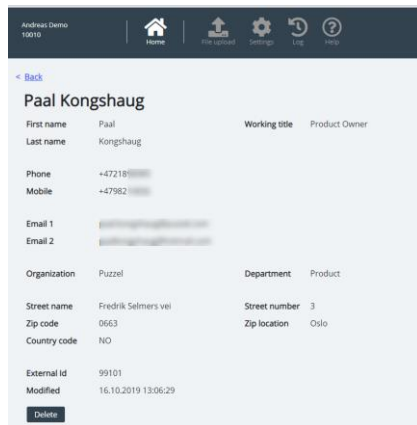 Andreas Demo
10010
Home
File upload
Settings
Log
Help
< Back
Paal Kongshaug
First name Paal Working title Product Owner
Last name Kongshaug
Phone +47218
Mobile +47982
Email 1
Email 2
Organization Puzzel Department Product
Street name Fredrik Selmers vei Street number 3
Zip code 0663 Zip location Oslo
Country code NO
External Id 99101
Modified 16.10.2019 13:06:29
Delete